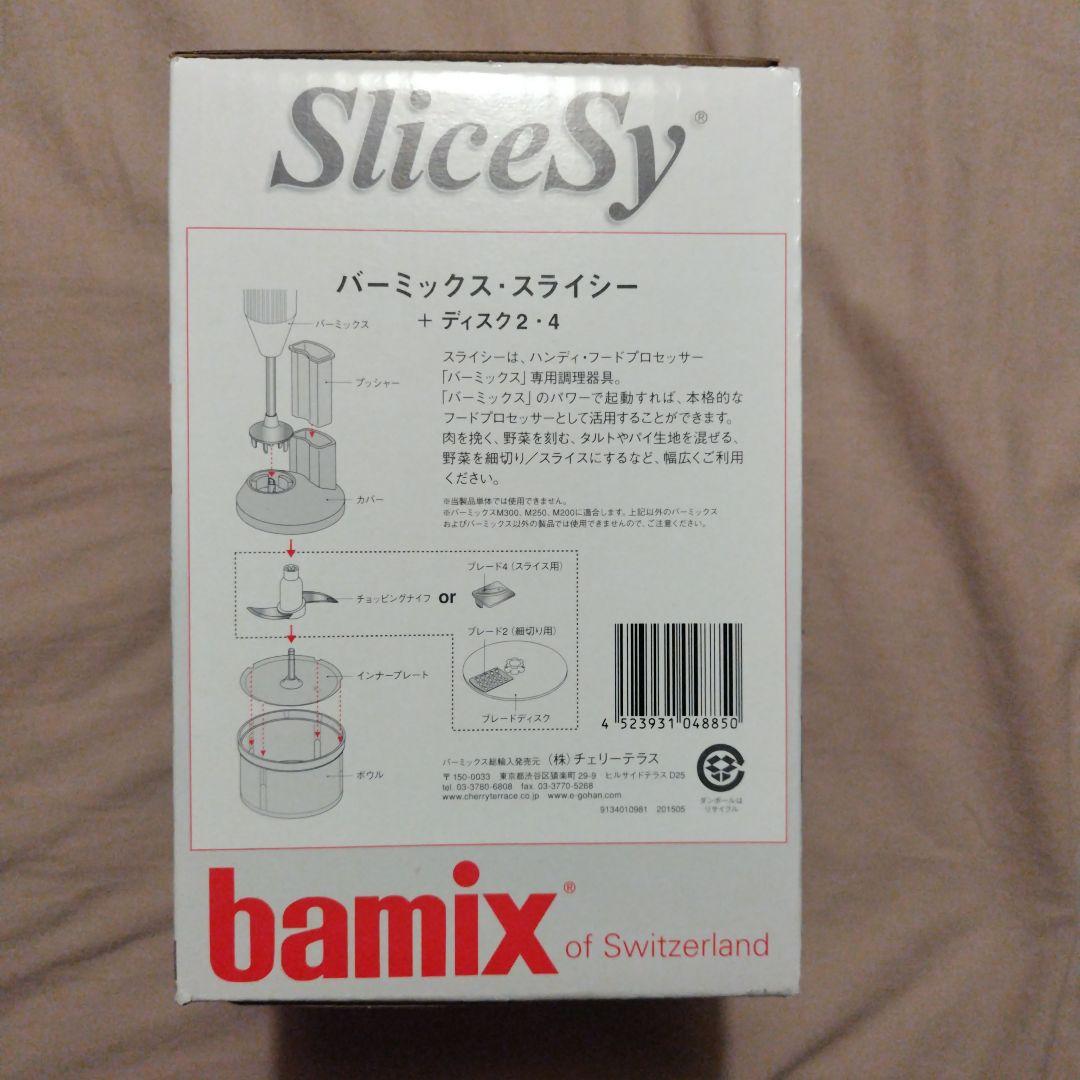 SliceSy®
バーミックス・スライシー
+ ディスク2・4
バーミックス
プッシャー
カバー
スライシーは、ハンディ・フードプロセッサー
「バーミックス」専用調理器具。
「バーミックス」のパワーで起動すれば、本格的な
フードプロセッサーとして活用することができます。
肉を挽く、野菜を刻む、タルトやパイ生地を混ぜる、
野菜を細切り／スライスにするなど、幅広くご利用
ください。
※当製品単体では使用できません。
※バーミックスM300、M250、M200に適合します。上記以外のバーミックス
およびバーミックス以外の製品では使用できませんので、ご注意ください。
チョッピングナイフ or
ブレード4（スライス用）
ブレード2（細切り用）
ブレードディスク
インナープレート
ボウル
4 523931 048850
バーミックス総輸入発売元 （株）チェリーテラス
〒150-0033 東京都渋谷区猿楽町29-9 ヒルサイドテラス D25
tel. 03-3780-6808 fax. 03-3770-5268
www.cherryterrace.co.jp www.e-gohan.com
9134010981 201505
ダンボールは
リサイクル
bamix® of Switzerland